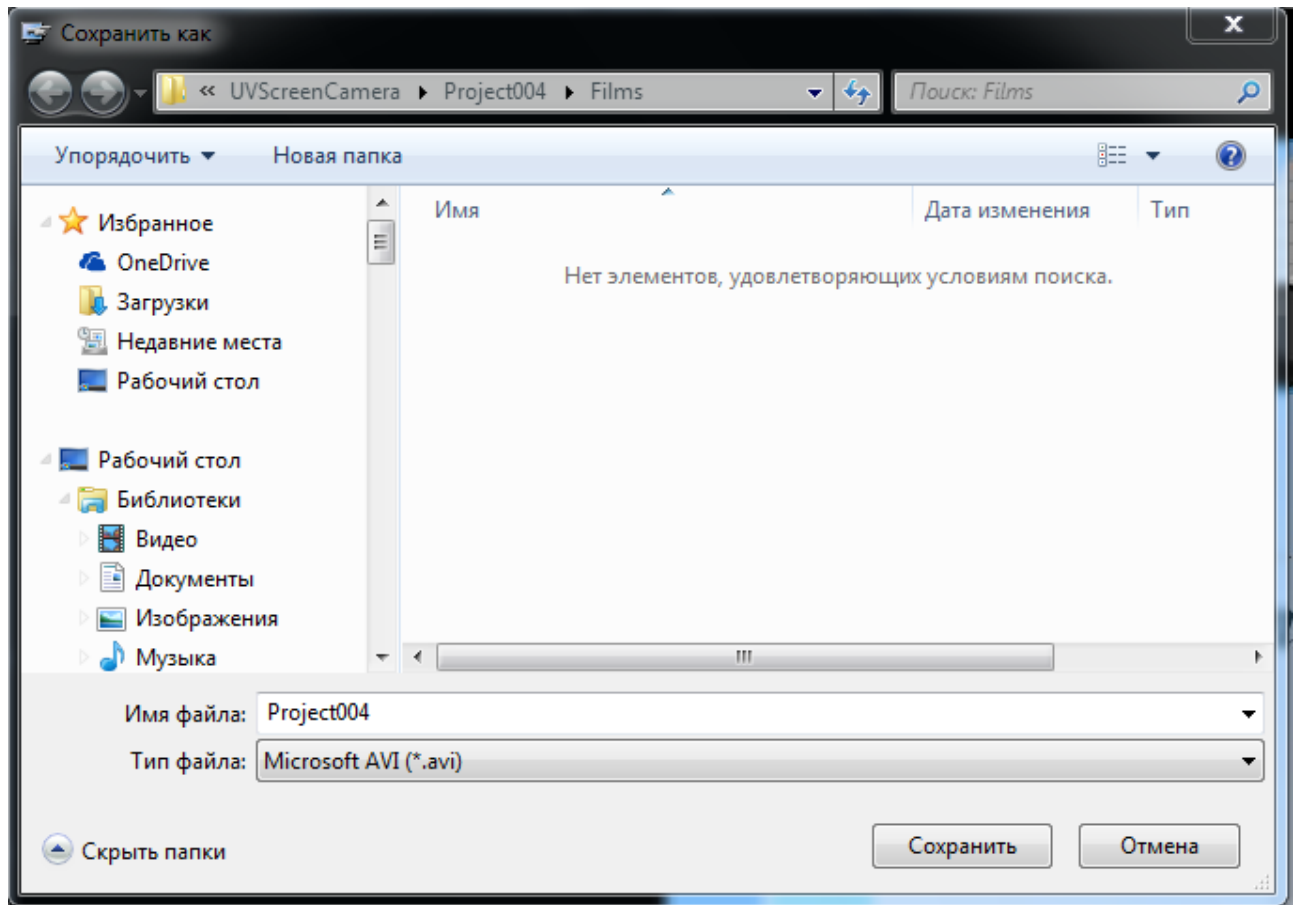 Сохранить как
« UVScreenCamera Project004 Films Поиск: Films
Упорядочить Новая папка
Имя Дата изменения Тип
Избранное
OneDrive
Загрузки
Недавние места
Рабочий стол
Рабочий стол
Библиотеки
Видео
Документы
Изображения
Музыка
Нет элементов, удовлетворяющих условиям поиска.
Имя файла: Project004
Тип файла: Microsoft AVI (*.avi)
Скрыть папки Сохранить Отмена